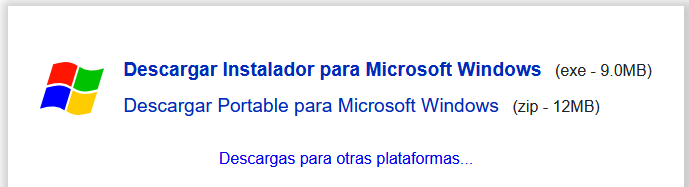 Descargar Instalador para Microsoft Windows (exe - 9.0MB)
Descargar Portable para Microsoft Windows (zip - 12MB)
Descargas para otras plataformas...